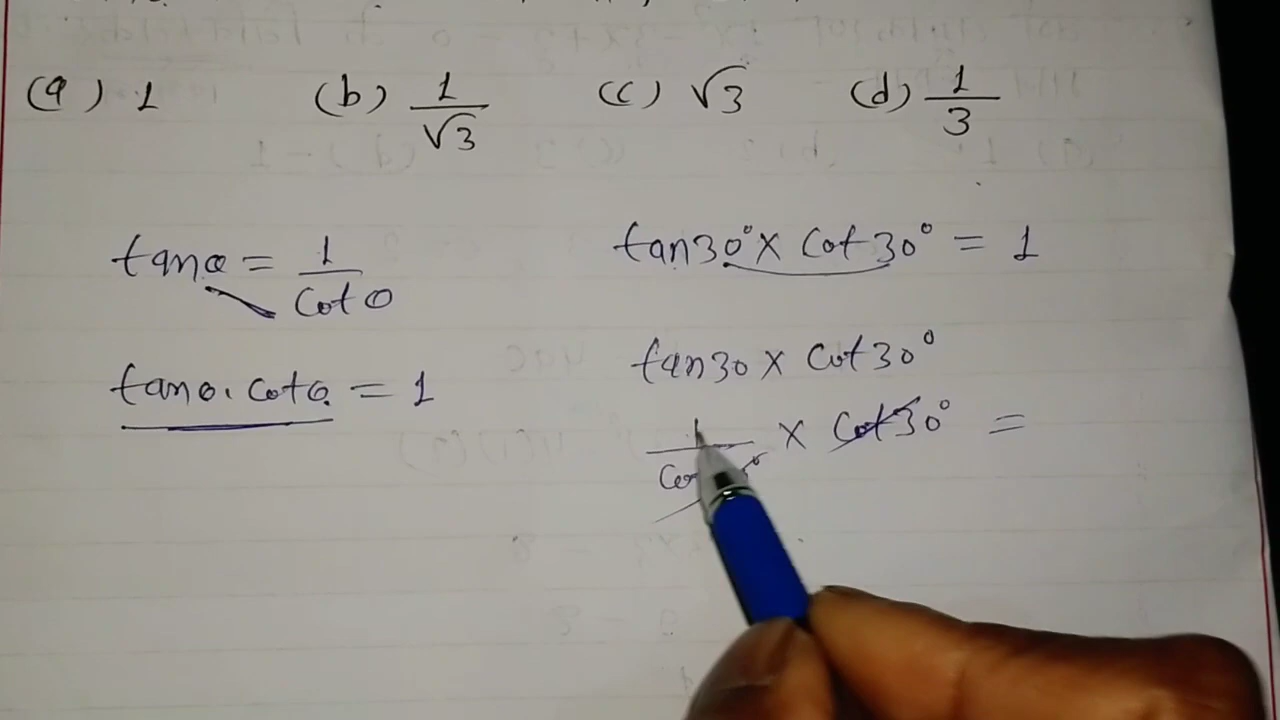 (a) 1 (b) 1/√3 (c) √3 (d) 1/3
tanθ = 1/cotθ
tanθ. cotθ = 1
tan30° × cot30° = 1
tan30 × cot30°
× cot30° =